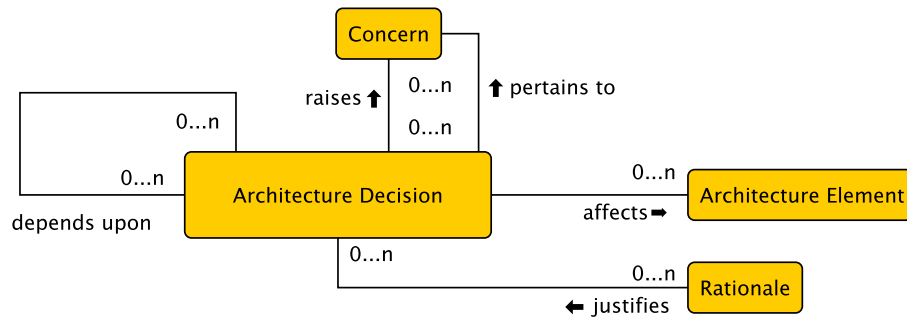 Concern
raises
0...n
pertains to
0...n
0...n
0...n
depends upon
Architecture Decision
0...n
affects
Architecture Element
0...n
0...n
justifies
Rationale